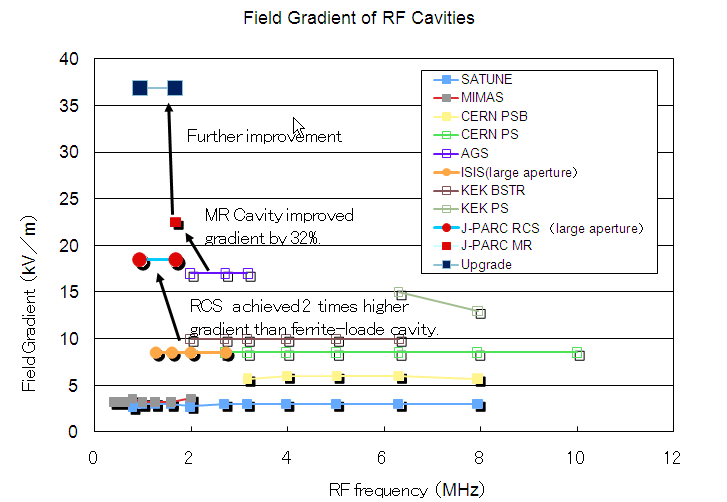 Field Gradient of RF Cavities
40
35
30
25
20
15
10
5
0
Field Gradient (kV/m)
0 2 4 6 8 10 12
RF frequency (MHz)
SATUNE
MIMAS
CERN PSB
CERN PS
AGS
ISIS(large aperture)
KEK BSTR
KEK PS
J-PARC RCS (large aperture)
J-PARC MR
Upgrade
Further improvement
MR Cavity improved
gradient by 32%.
RCS achieved 2 times higher
gradient than ferrite-loade cavity.